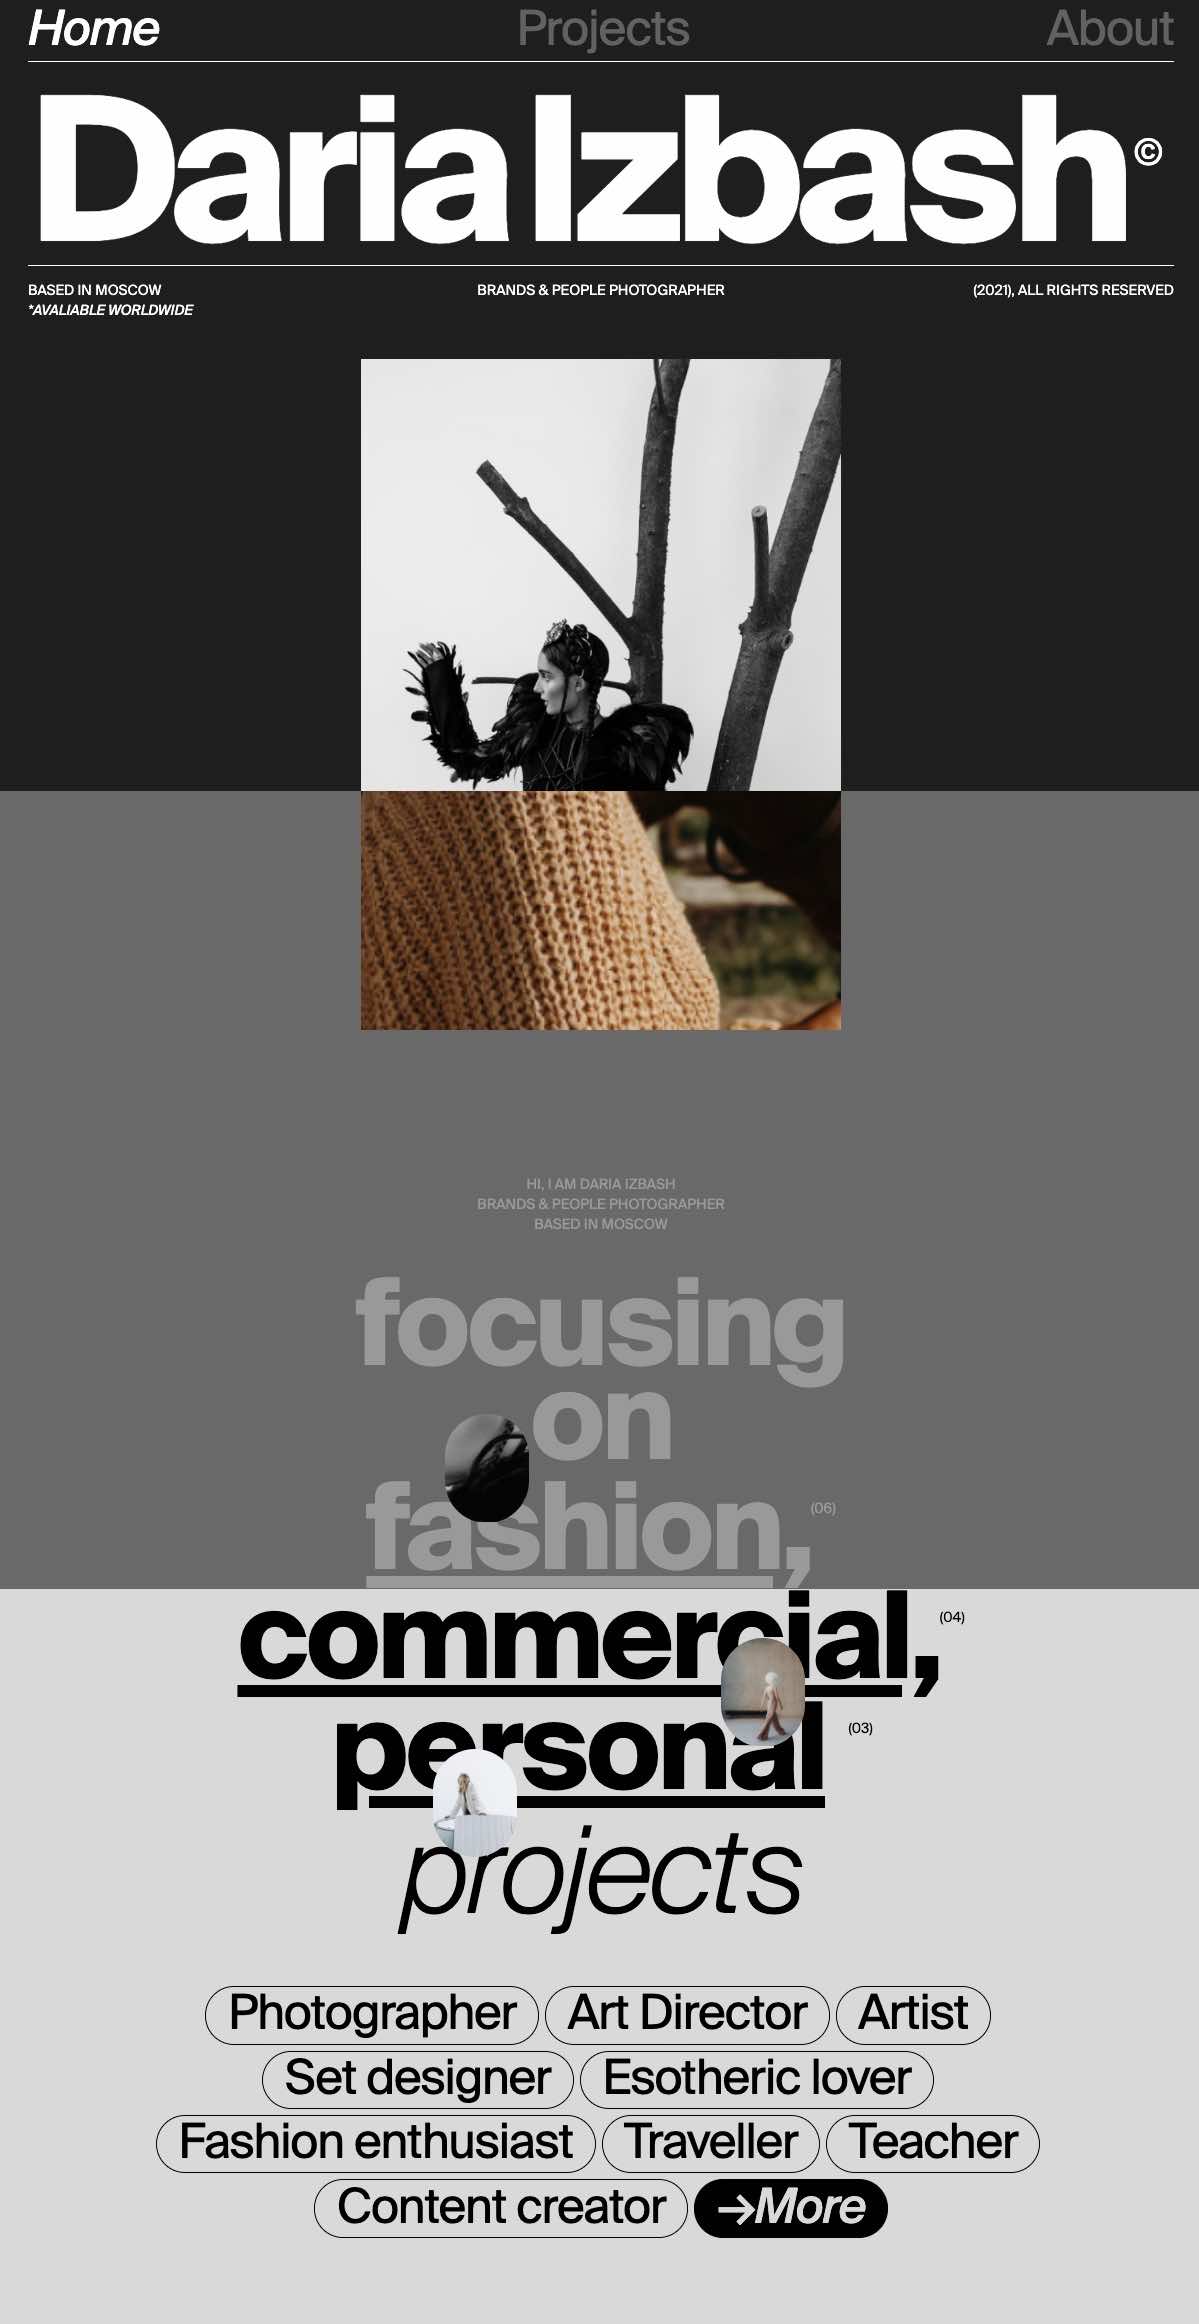 Home Projects About
Daria Izbash©
BASED IN MOSCOW BRANDS & PEOPLE PHOTOGRAPHER (2021), ALL RIGHTS RESERVED
*AVALIABLE WORLDWIDE
HI, I AM DARIA IZBASH
BRANDS & PEOPLE PHOTOGRAPHER
BASED IN MOSCOW
focusing
on
fashion, (06)
commercial, (04)
personal (03)
projects
Photographer Art Director Artist
Set designer Esotheric lover
Fashion enthusiast Traveller Teacher
Content creator →More